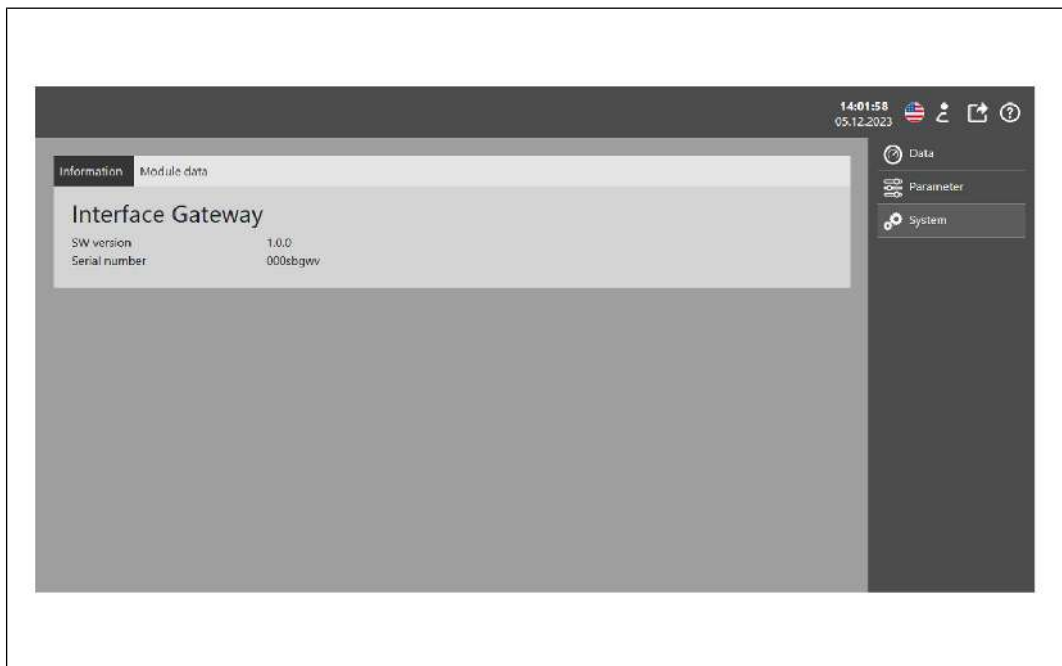 14:01:58
05.12.2023
Data
Parameter
System
Information Module data
Interface Gateway
SW version 1.0.0
Serial number 000sbgwv